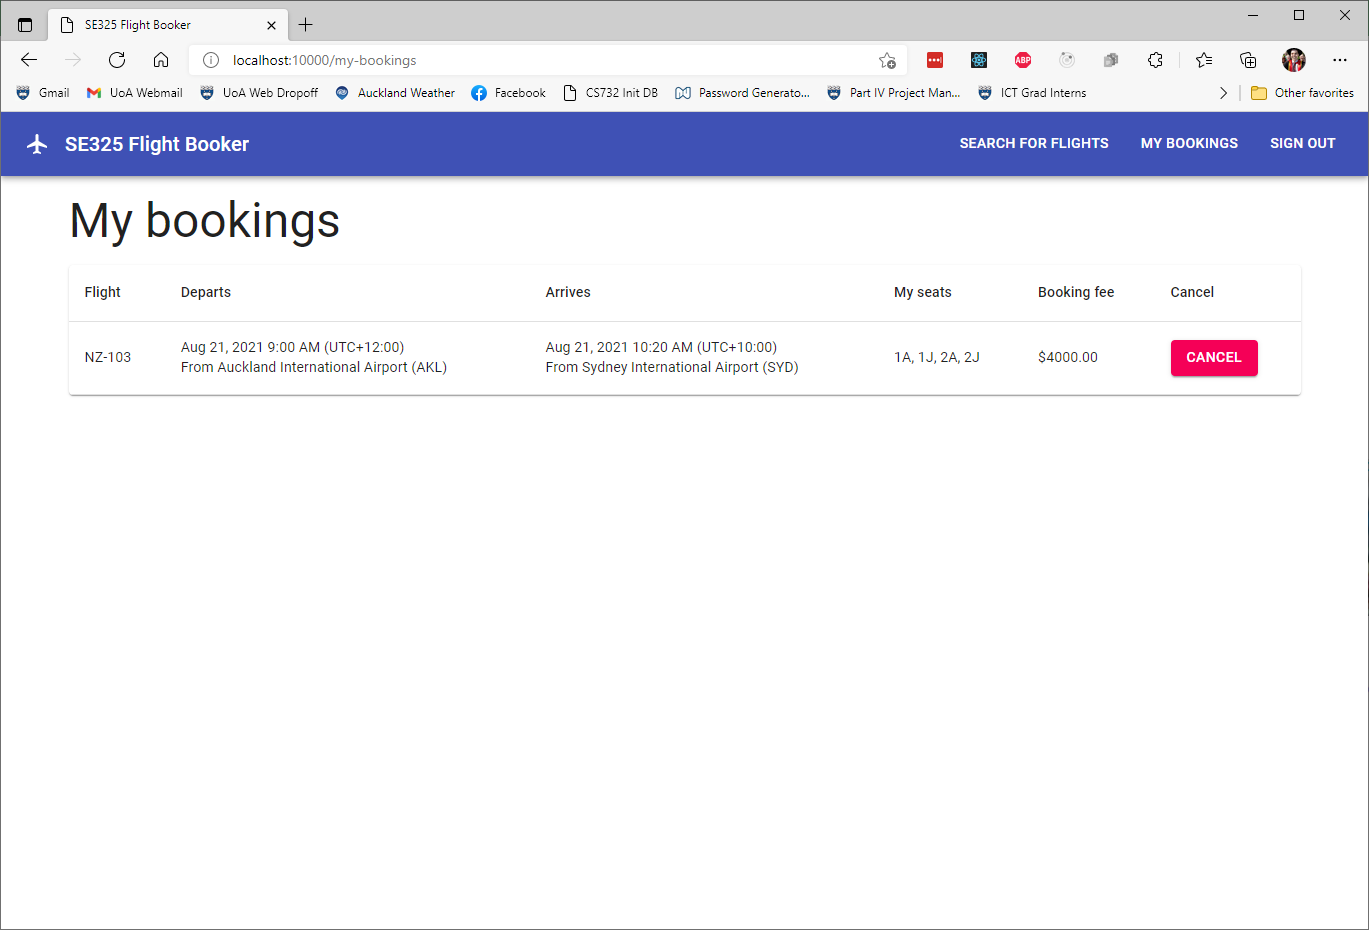 SE325 Flight Booker
localhost:10000/my-bookings
ABP
Gmail UoA Webmail UoA Web Dropoff Auckland Weather Facebook CS732 Init DB Password Generato... Part IV Project Man... ICT Grad Interns Other favorites
SE325 Flight Booker SEARCH FOR FLIGHTS MY BOOKINGS SIGN OUT
My bookings
Flight Departs Arrives My seats Booking fee Cancel
NZ-103 Aug 21, 2021 9:00 AM (UTC+12:00) Aug 21, 2021 10:20 AM (UTC+10:00) 1A, 1J, 2A, 2J $4000.00 CANCEL
From Auckland International Airport (AKL) From Sydney International Airport (SYD)